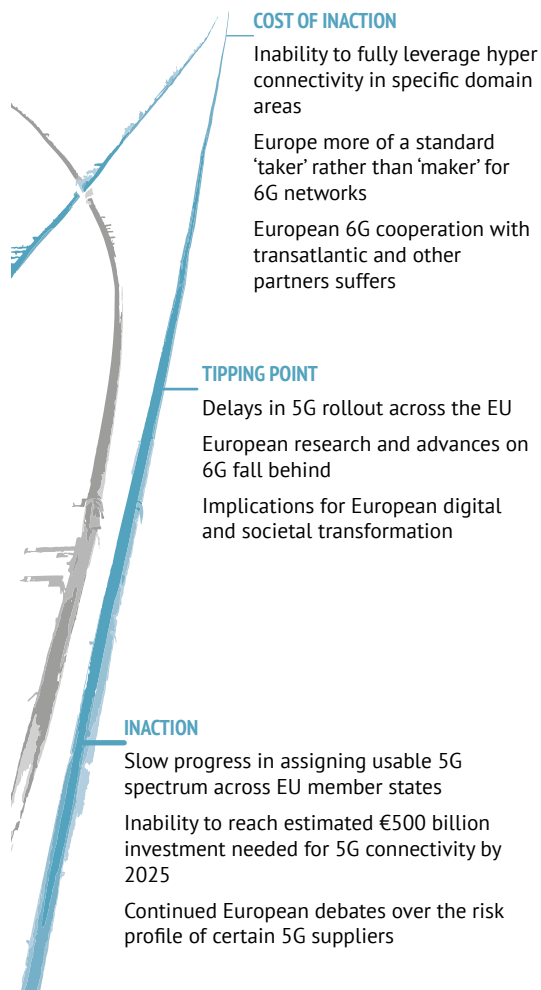 COST OF INACTION
Inability to fully leverage hyper
connectivity in specific domain
areas
Europe more of a standard
‘taker’ rather than ‘maker’ for
6G networks
European 6G cooperation with
transatlantic and other
partners suffers
TIPPING POINT
Delays in 5G rollout across the EU
European research and advances on
6G fall behind
Implications for European digital
and societal transformation
INACTION
Slow progress in assigning usable 5G
spectrum across EU member states
Inability to reach estimated €500 billion
investment needed for 5G connectivity by
2025
Continued European debates over the risk
profile of certain 5G suppliers